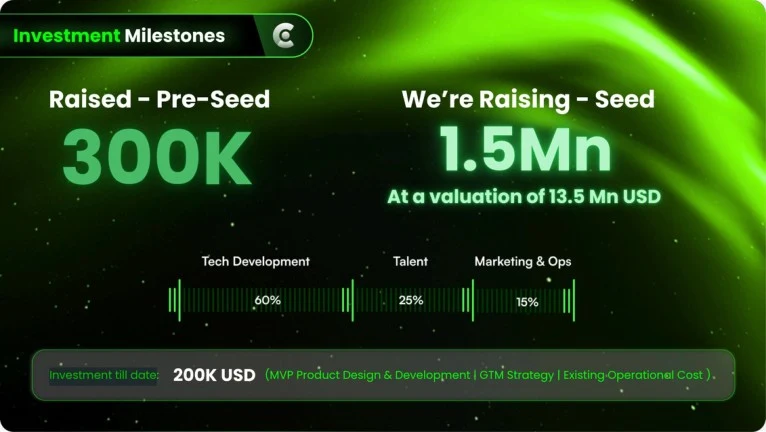 Investment Milestones
Raised - Pre-Seed
300K
We're Raising - Seed
1.5Mn
At a valuation of 13.5 Mn USD
Tech Development
Talent
Marketing & Ops
60%
25%
15%
Investment till date: 200K USD (MVP Product Design & Development | GTM Strategy | Existing Operational Cost )